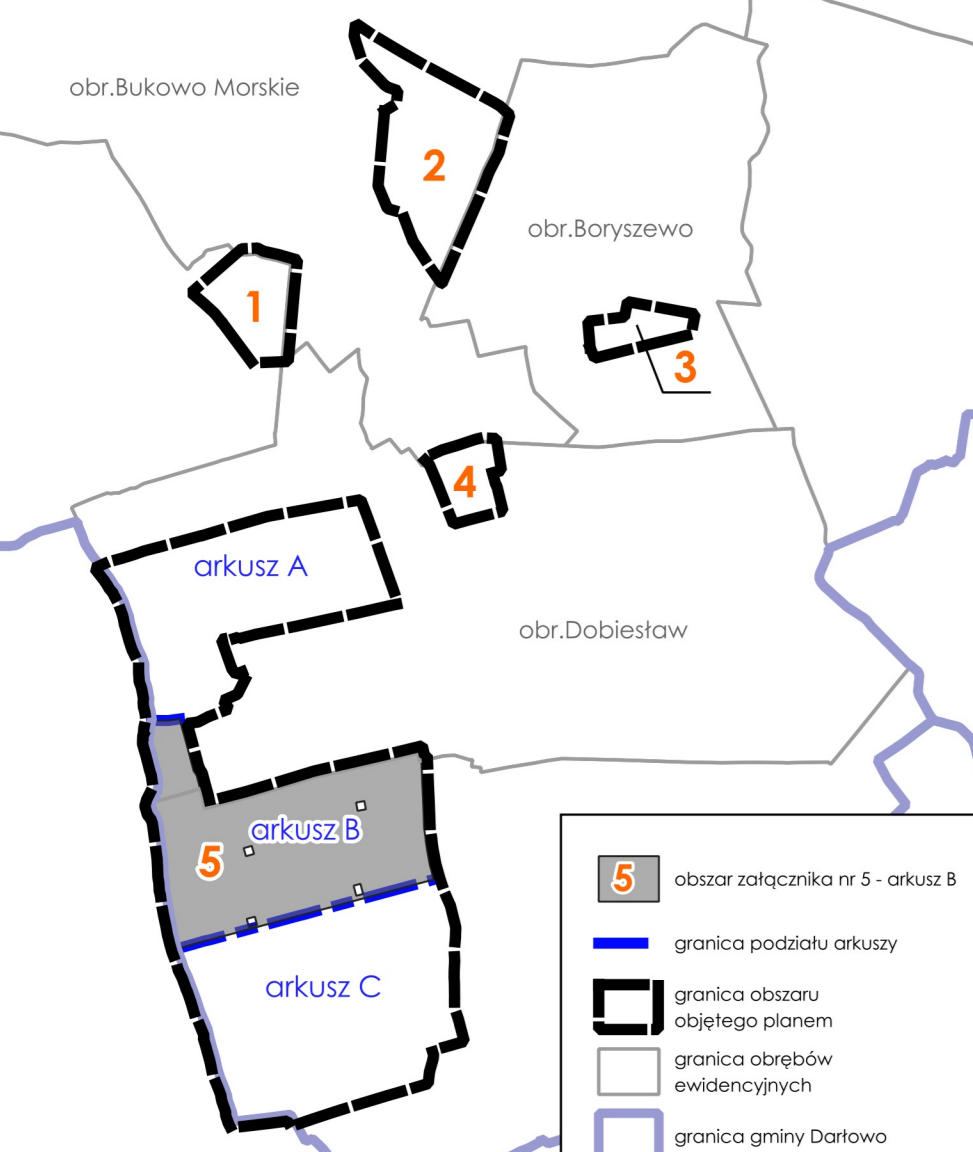 obr.Bukowo Morskie
2
obr.Boryszewo
1
3
4
arkusz A
obr.Dobiesław
arkusz B
5
arkusz C
5 obszar załącznika nr 5 - arkusz B
granica podziału arkuszy
granica obszaru
objętego planem
granica obrębów
ewidencyjnych
granica gminy Darłowo